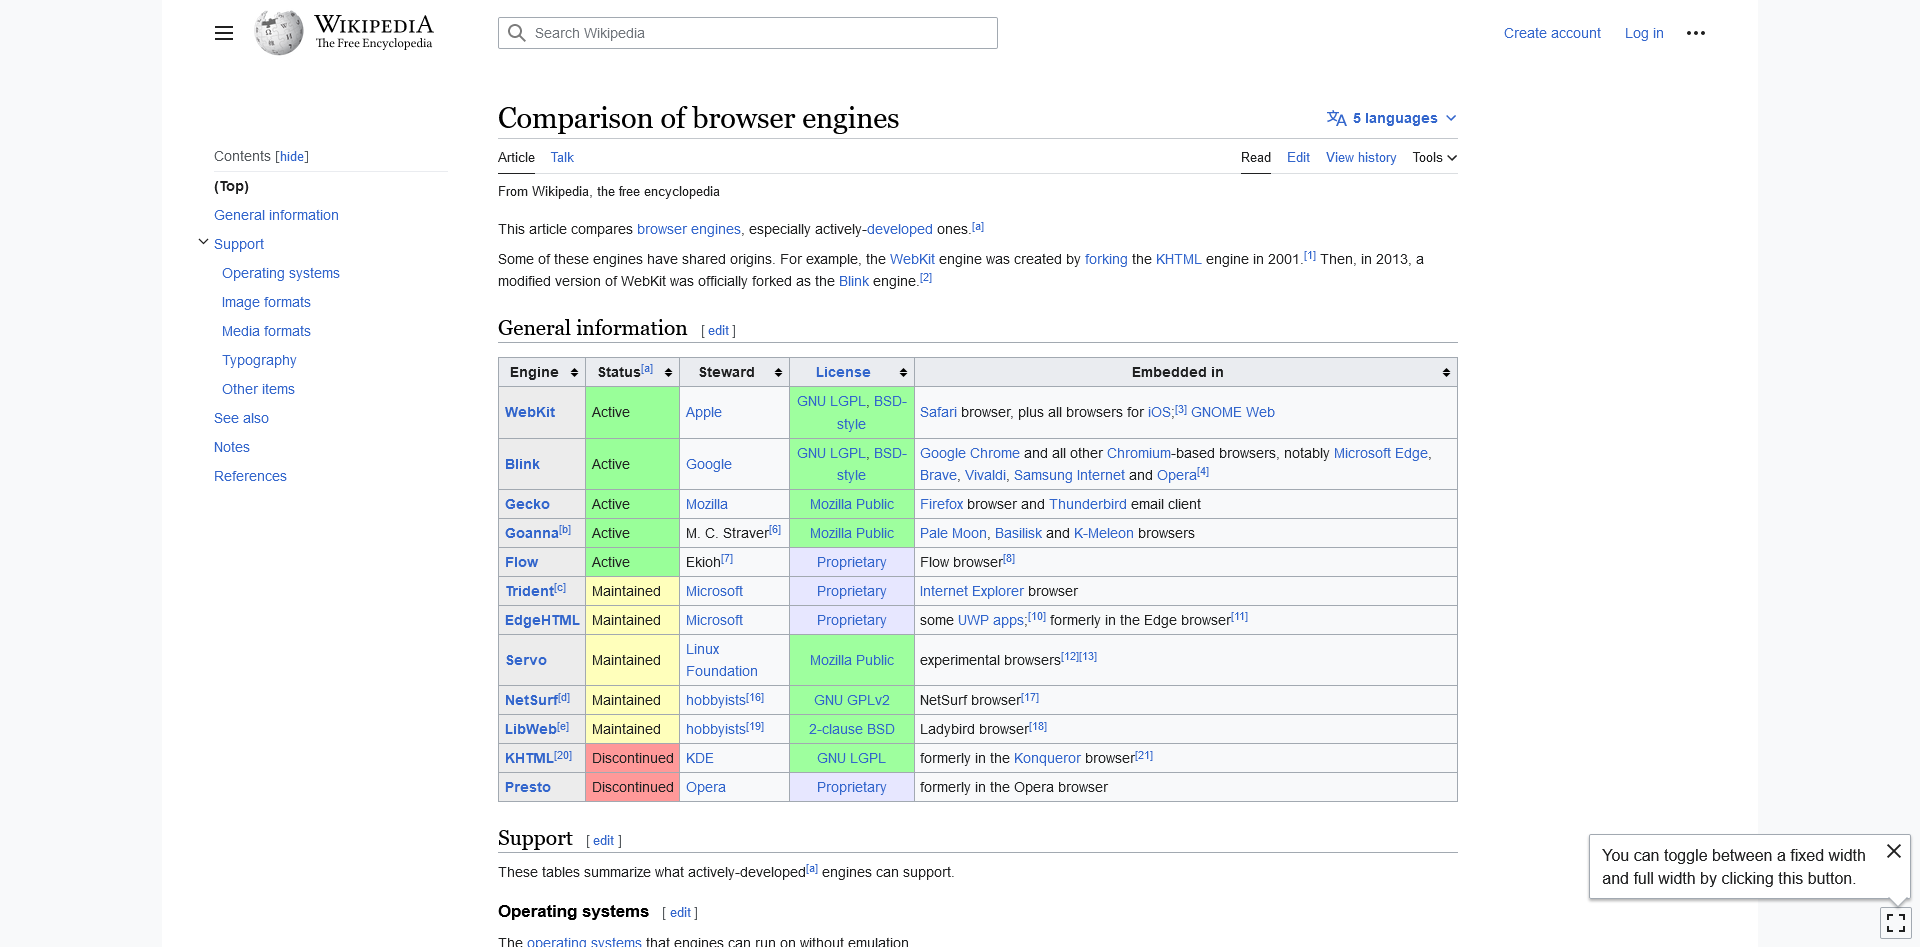 WIKIPEDIA
The Free Encyclopedia
Search Wikipedia
Create account
Log in
Contents [hide]
(Top)
General information
Support
Operating systems
Image formats
Media formats
Typography
Other items
See also
Notes
References
Comparison of browser engines
5 languages
Article Talk
Read Edit View history Tools
From Wikipedia, the free encyclopedia
This article compares browser engines, especially actively-developed ones.[a]
Some of these engines have shared origins. For example, the WebKit engine was created by forking the KHTML engine in 2001.[1] Then, in 2013, a
modified version of WebKit was officially forked as the Blink engine.[2]
General information [ edit ]
Engine Status[a] Steward License Embedded in
WebKit Active Apple GNU LGPL, BSD-
style Safari browser, plus all browsers for iOS;[3] GNOME Web
Blink Active Google GNU LGPL, BSD-
style Google Chrome and all other Chromium-based browsers, notably Microsoft Edge,
Brave, Vivaldi, Samsung Internet and Opera[4]
Gecko Active Mozilla Mozilla Public Firefox browser and Thunderbird email client
Goanna[b] Active M. C. Straver[6] Mozilla Public Pale Moon, Basilisk and K-Meleon browsers
Flow Active Ekioh[7] Proprietary Flow browser[8]
Trident[c] Maintained Microsoft Proprietary Internet Explorer browser
EdgeHTML Maintained Microsoft Proprietary some UWP apps;[10] formerly in the Edge browser[11]
Servo Maintained Linux
Foundation Mozilla Public experimental browsers[12][13]
NetSurf[d] Maintained hobbyists[16] GNU GPLv2 NetSurf browser[17]
LibWeb[e] Maintained hobbyists[19] 2-clause BSD Ladybird browser[18]
KHTML[20] Discontinued KDE GNU LGPL formerly in the Konqueror browser[21]
Presto Discontinued Opera Proprietary formerly in the Opera browser
Support [ edit ]
These tables summarize what actively-developed[a] engines can support.
Operating systems [ edit ]
The operating systems that engines can run on without emulation.
You can toggle between a fixed width
and full width by clicking this button.